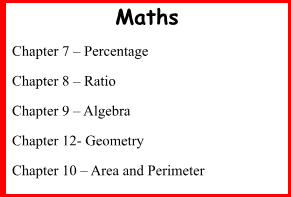 Maths
Chapter 7 – Percentage
Chapter 8 – Ratio
Chapter 9 – Algebra
Chapter 12- Geometry
Chapter 10 – Area and Perimeter